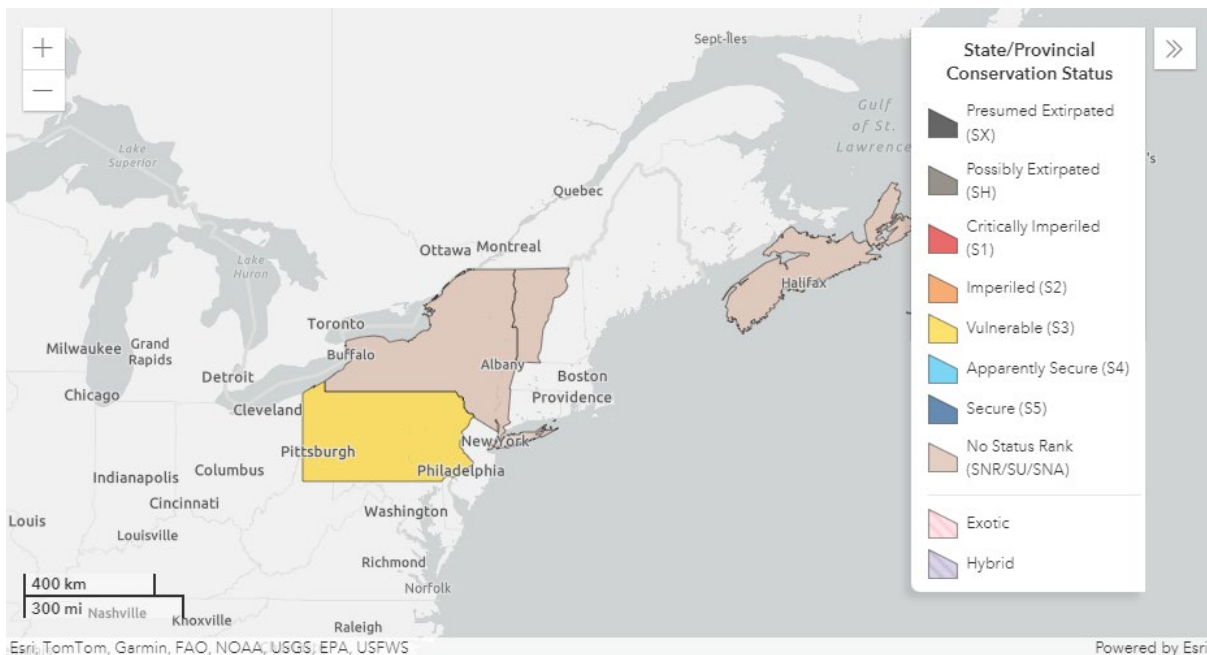 +
−
Sept-Îles
Gulf
of St.
Lawrence
Lake
Superior
Quebec
Ottawa
Montreal
Lake
Huron
Halifax
Toronto
Milwaukee
Grand
Rapids
Buffalo
Albany
Boston
Detroit
Chicago
Providence
Cleveland
New York
Pittsburgh
Philadelphia
Columbus
Indianapolis
Cincinnati
Washington
Louis
Louisville
Richmond
Norfolk
Nashville
Knoxville
Raleigh
's
400 km
300 mi
State/Provincial
Conservation Status
Presumed Extirpated
(SX)
Possibly Extirpated
(SH)
Critically Imperiled
(S1)
Imperiled (S2)
Vulnerable (S3)
Apparently Secure (S4)
Secure (S5)
No Status Rank
(SNR/SU/SNA)
Exotic
Hybrid
Esri, TomTom, Garmin, FAO, NOAA, USGS, EPA, USFWS
Powered by Esri